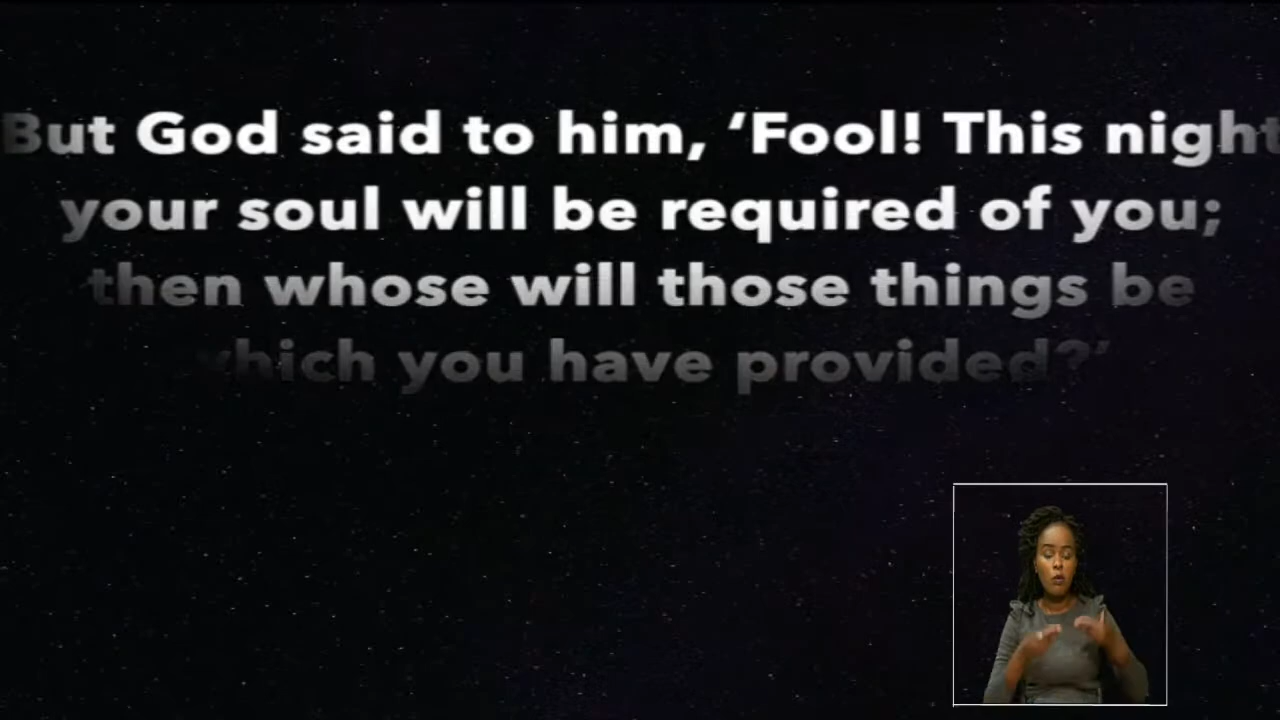 But God said to him, ‘Fool! This night
your soul will be required of you;
then whose will those things be
which you have provided?’